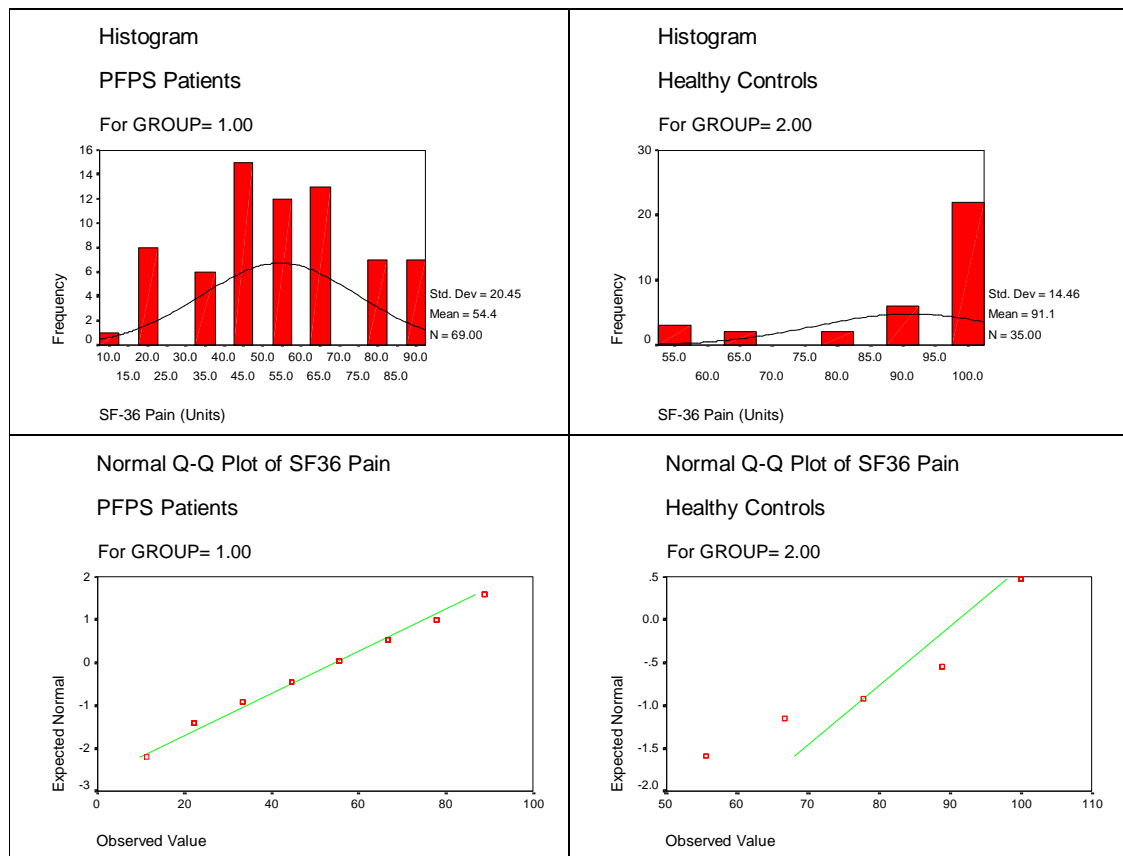 Histogram
PFPS Patients
For GROUP= 1.00
16
14
12
10
8
6
4
2
0
Frequency
Std. Dev = 20.45
Mean = 54.4
N = 69.00
10.0 20.0 25.0 30.0 40.0 50.0 60.0 70.0 80.0 90.0
15.0 25.0 35.0 45.0 55.0 65.0 75.0 85.0
SF-36 Pain (Units)
Histogram
Healthy Controls
For GROUP= 2.00
30
20
10
0
Frequency
Std. Dev = 14.46
Mean = 91.1
N = 35.00
55.0 65.0 75.0 85.0 95.0
60.0 70.0 80.0 90.0 100.0
SF-36 Pain (Units)
Normal Q-Q Plot of SF36 Pain
PFPS Patients
For GROUP= 1.00
2
1
0
-1
-2
-3
Expected Normal
0 20 40 60 80 100
Observed Value
Normal Q-Q Plot of SF36 Pain
Healthy Controls
For GROUP= 2.00
.5
0.0
-.5
-1.0
-1.5
-2.0
Expected Normal
50 60 70 80 90 100 110
Observed Value